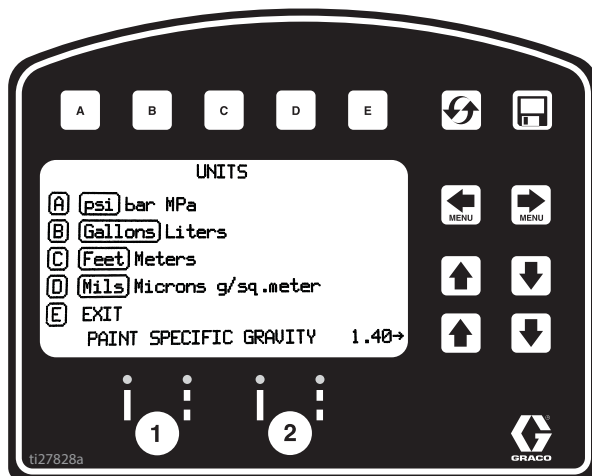 A B C D E
UNITS
A psi bar MPa
B Gallons Liters
C Feet Meters
D Mils Microns g/sq.meter
E EXIT
PAINT SPECIFIC GRAVITY 1.40→
MENU MENU
1 2
ti27828a
GRACO
®